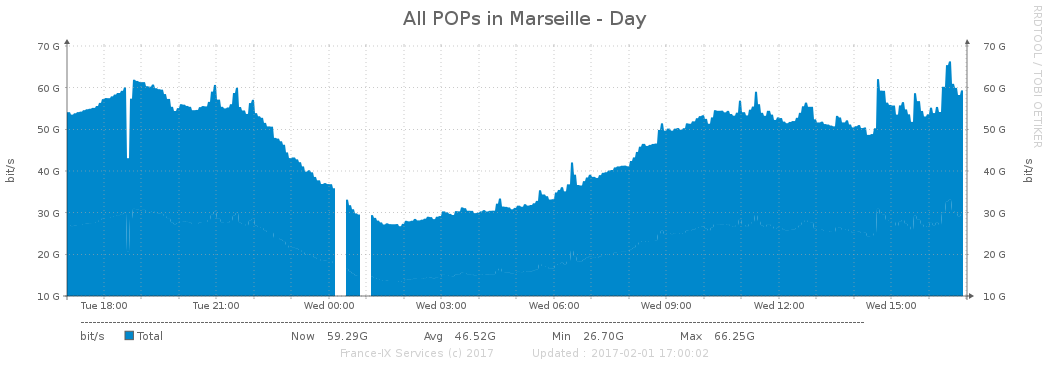 All POPs in Marseille - Day
RRDTOOL / TOBI OETIKER
70 G 70 G
60 G 60 G
50 G 50 G
40 G 40 G
30 G 30 G
20 G 20 G
10 G 10 G
bit/s
bit/s
Tue 18:00 Tue 21:00 Wed 00:00 Wed 03:00 Wed 06:00 Wed 09:00 Wed 12:00 Wed 15:00
bit/s Total Now 59.29G Avg 46.52G Min 26.70G Max 66.25G
France-IX Services (c) 2017 Updated : 2017-02-01 17:00:02